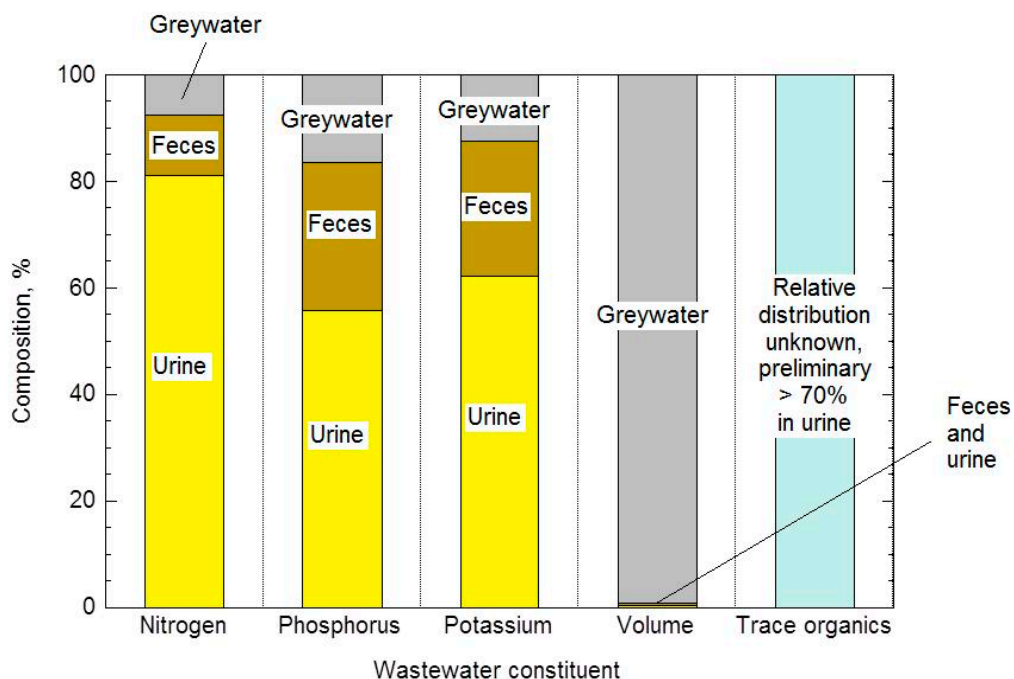 Greywater
100
80
60
40
20
0
Composition, %
Feces
Urine
Greywater
Feces
Urine
Greywater
Feces
Urine
Greywater
Relative
distribution
unknown,
preliminary
> 70%
in urine
Feces
and
urine
Nitrogen
Phosphorus
Potassium
Volume
Trace organics
Wastewater constituent